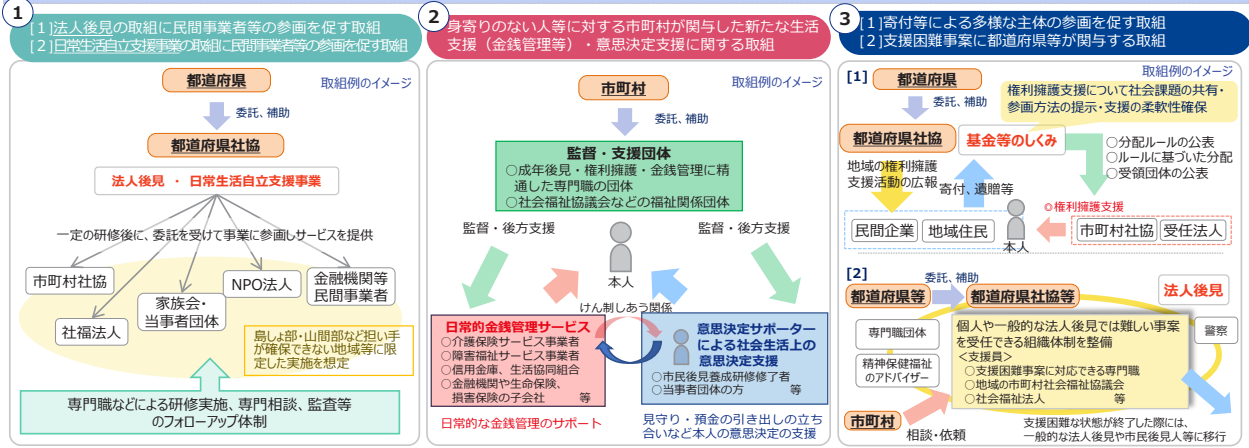 1
[1]法人後見の取組に民間事業者等の参画を促す取組
[2]日常生活自立支援事業の取組に民間事業者等の参画を促す取組
取組例のイメージ
都道府県
委託、補助
都道府県社協
法人後見 ・ 日常生活自立支援事業
一定の研修後に、委託を受けて事業に参画しサービスを提供
市町村社協
社福法人
家族会・
当事者団体
NPO法人
金融機関等
民間事業者
島しょ部・山間部など担い手
が確保できない地域等に限
定した実施を想定
専門職などによる研修実施、専門相談、監査等
のフォローアップ体制
2
身寄りのない人等に対する市町村が関与した新たな生活
支援（金銭管理等）・意思決定支援に関する取組
取組例のイメージ
市町村
委託、補助
監督・支援団体
○成年後見・権利擁護・金銭管理に精
通した専門職の団体
○社会福祉協議会などの福祉関係団体
監督・後方支援
監督・後方支援
本人
けん制しあう関係
日常的金銭管理サービス
○介護保険サービス事業者
○障害福祉サービス事業者
○信用金庫、生活協同組合
○金融機関や生命保険、
損害保険の子会社 等
日常的な金銭管理のサポート
意思決定サポーター
による社会生活上の
意思決定支援
○市民後見養成研修修了者
○当事者団体の方 等
見守り・預金の引き出しの立ち
合いなど本人の意思決定の支援
3
[1]寄付等による多様な主体の参画を促す取組
[2]支援困難事案に都道府県等が関与する取組
取組例のイメージ
[1]
都道府県
委託、補助
権利擁護支援について社会課題の共有・
参画方法の提示・支援の柔軟性確保
都道府県社協
基金等のしくみ
○分配ルールの公表
○ルールに基づいた分配
○受領団体の公表
地域の権利擁護
支援活動の広報
寄付、遺贈等
◎権利擁護支援
民間企業
地域住民
本人
市町村社協
受任法人
[2]
委託、補助
都道府県等
都道府県社協等
法人後見
専門職団体
精神保健福祉
のアドバイザー
個人や一般的な法人後見では難しい事案
を受任できる組織体制を整備
＜支援員＞
○支援困難事案に対応できる専門職
○地域の市町村社会福祉協議会
○社会福祉法人 等
警察
市町村
相談・依頼
支援困難な状態が終了した際には、
一般的な法人後見や市民後見人等に移行